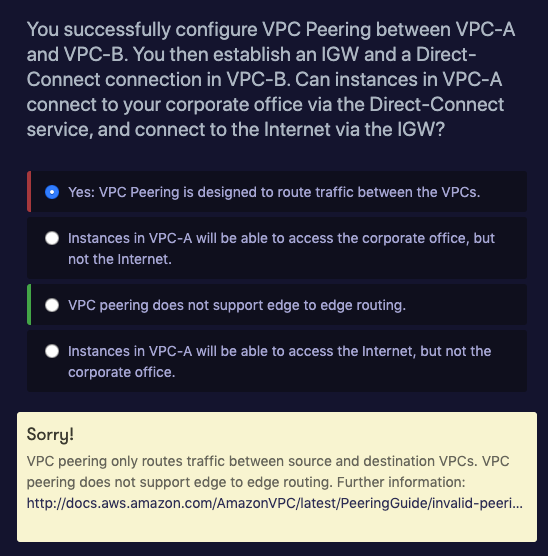 You successfully configure VPC Peering between VPC-A
and VPC-B. You then establish an IGW and a Direct-
Connect connection in VPC-B. Can instances in VPC-A
connect to your corporate office via the Direct-Connect
service, and connect to the Internet via the IGW?
Yes: VPC Peering is designed to route traffic between the VPCs.
Instances in VPC-A will be able to access the corporate office, but
not the Internet.
VPC peering does not support edge to edge routing.
Instances in VPC-A will be able to access the Internet, but not the
corporate office.
Sorry!
VPC peering only routes traffic between source and destination VPCs. VPC
peering does not support edge to edge routing. Further information:
http://docs.aws.amazon.com/AmazonVPC/latest/PeeringGuide/invalid-peeri...